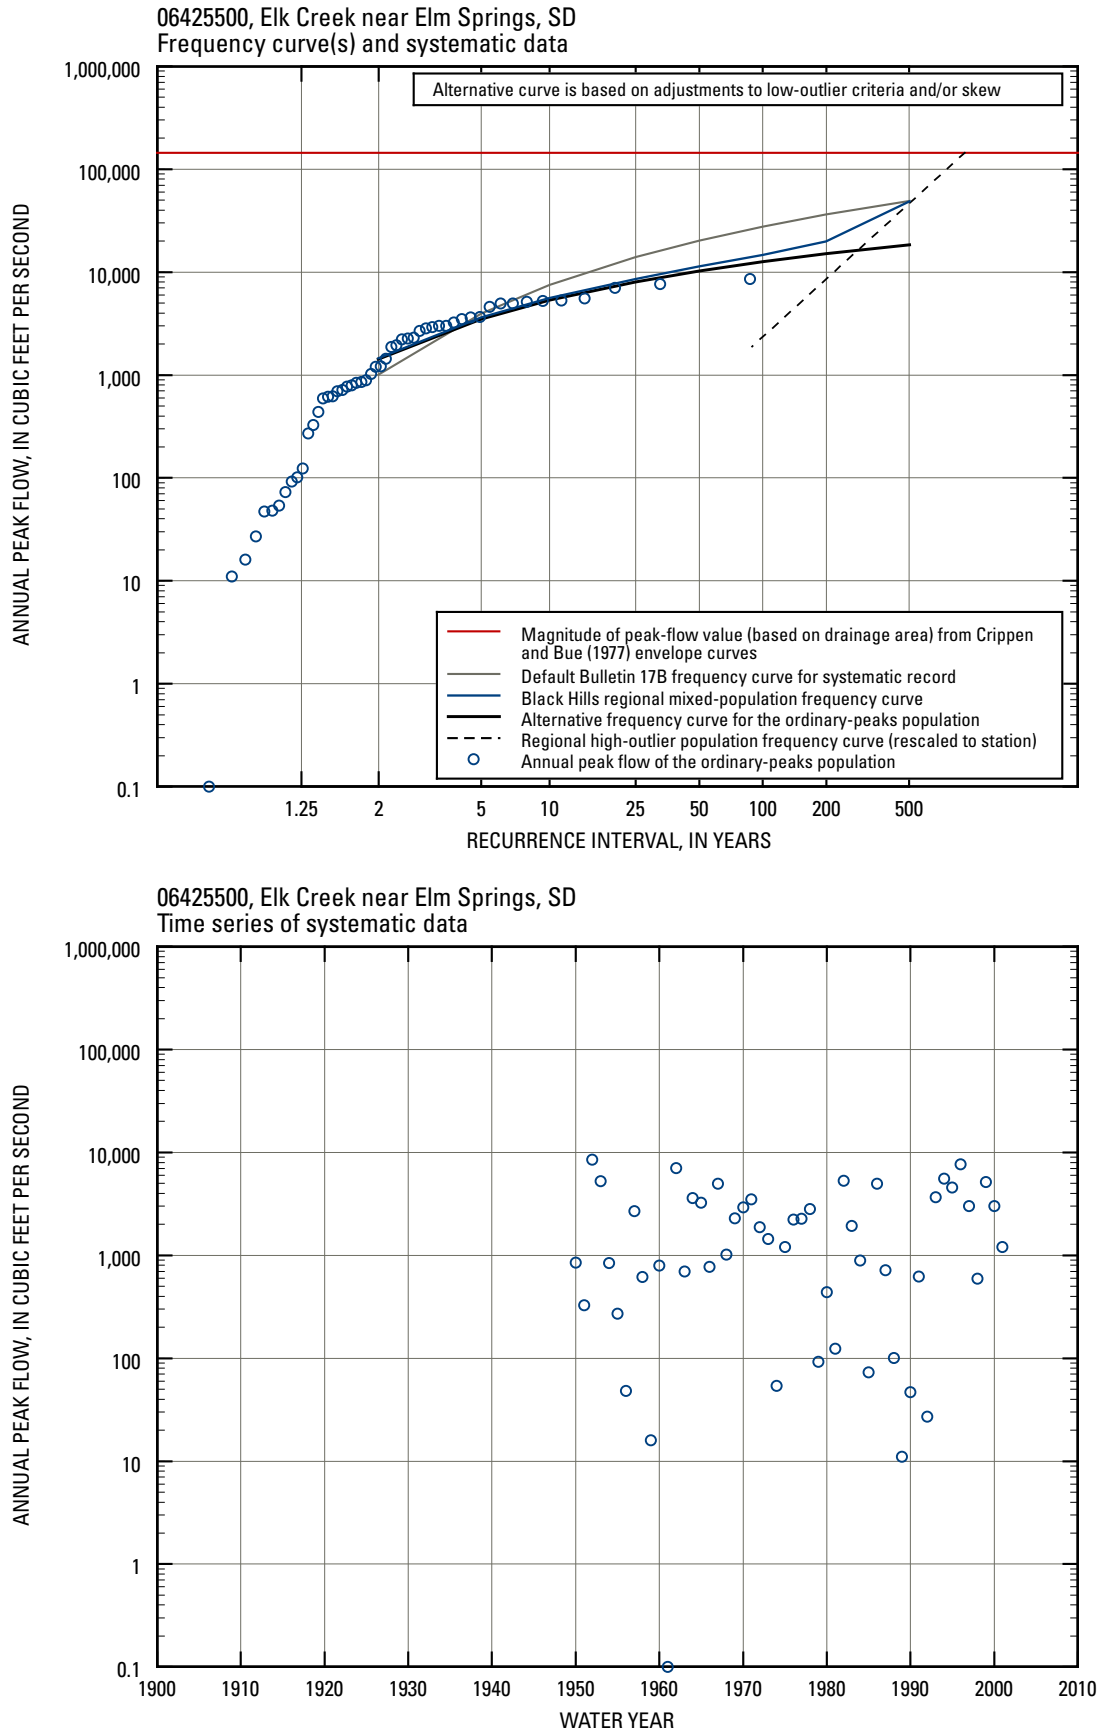 06425500, Elk Creek near Elm Springs, SD
Frequency curve(s) and systematic data
1,000,000
100,000
10,000
1,000
100
10
1
0.1
ANNUAL PEAK FLOW, IN CUBIC FEET PER SECOND
Alternative curve is based on adjustments to low-outlier criteria and/or skew
Magnitude of peak-flow value (based on drainage area) from Crippen
and Bue (1977) envelope curves
Default Bulletin 17B frequency curve for systematic record
Black Hills regional mixed-population frequency curve
Alternative frequency curve for the ordinary-peaks population
Regional high-outlier population frequency curve (rescaled to station)
Annual peak flow of the ordinary-peaks population
1.25 2 5 10 25 50 100 200 500
RECURRENCE INTERVAL, IN YEARS
06425500, Elk Creek near Elm Springs, SD
Time series of systematic data
1,000,000
100,000
10,000
1,000
100
10
1
0.1
ANNUAL PEAK FLOW, IN CUBIC FEET PER SECOND
1900 1910 1920 1930 1940 1950 1960 1970 1980 1990 2000 2010
WATER YEAR